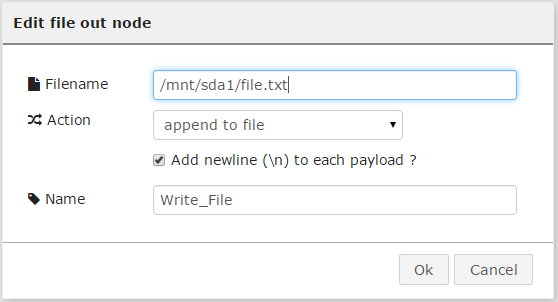 Edit file out node
Filename /mnt/sda1/file.txt
Action append to file
Add newline (\n) to each payload ?
Name Write_File
Ok Cancel